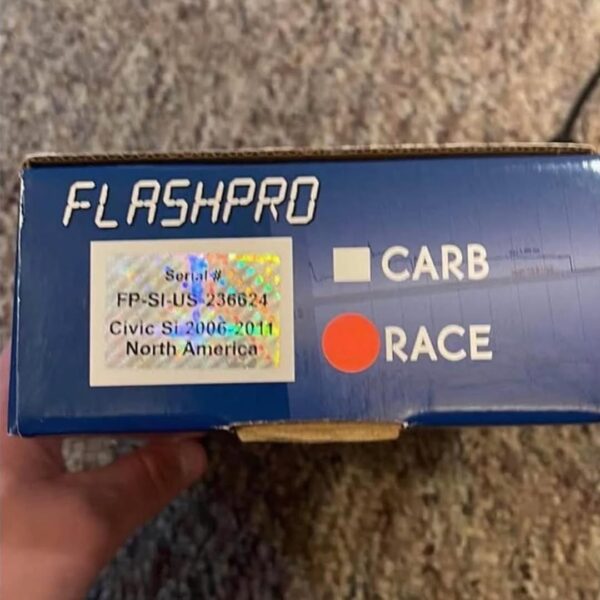 FLASHPRO
Serial #
FP-SI-US-236624
Civic Si 2006-2011
North America
CARB
RACE